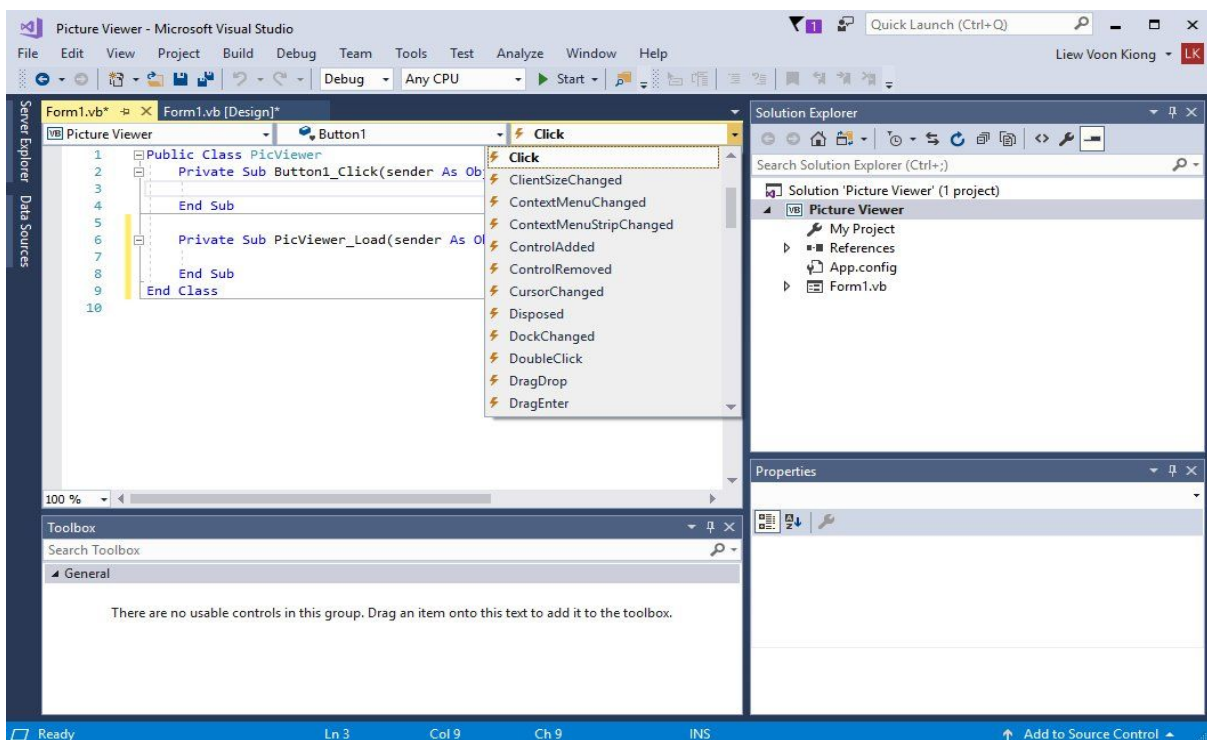 Picture Viewer - Microsoft Visual Studio
1
Quick Launch (Ctrl+Q)
File Edit View Project Build Debug Team Tools Test Analyze Window Help
Liew Voon Kiong LK
Debug Any CPU Start
Server Explorer
Data Sources
Form1.vb* Form1.vb [Design]*
VB Picture Viewer Button1 Click
1 Public Class PicViewer
2 Private Sub Button1_Click(sender As Ob
3
4 End Sub
5
6 Private Sub PicViewer_Load(sender As Ob
7
8 End Sub
9 End Class
10
Click
ClientSizeChanged
ContextMenuChanged
ContextMenuStripChanged
ControlAdded
ControlRemoved
CursorChanged
Disposed
DockChanged
DoubleClick
DragDrop
DragEnter
100 %
Toolbox
Search Toolbox
General
There are no usable controls in this group. Drag an item onto this text to add it to the toolbox.
Solution Explorer
Search Solution Explorer (Ctrl+;)
Solution 'Picture Viewer' (1 project)
VB Picture Viewer
My Project
References
App.config
Form1.vb
Properties
Ready Ln 3 Col 9 Ch 9 INS Add to Source Control